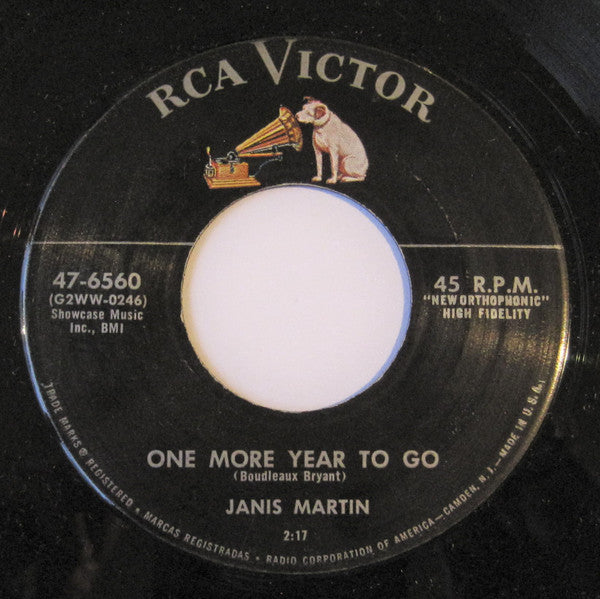 RCA VICTOR
47-6560
(G2WW-0246)
Showcase Music
Inc., BMI
45 R.P.M.
"NEW ORTHOPHONIC"
HIGH FIDELITY
ONE MORE YEAR TO GO
(Boudleaux Bryant)
JANIS MARTIN
2:17
TRADE MARKS ® REGISTERED • MARCAS REGISTRADAS • RADIO CORPORATION OF AMERICA—CAMDEN, N. J.—MADE IN U.S.A.